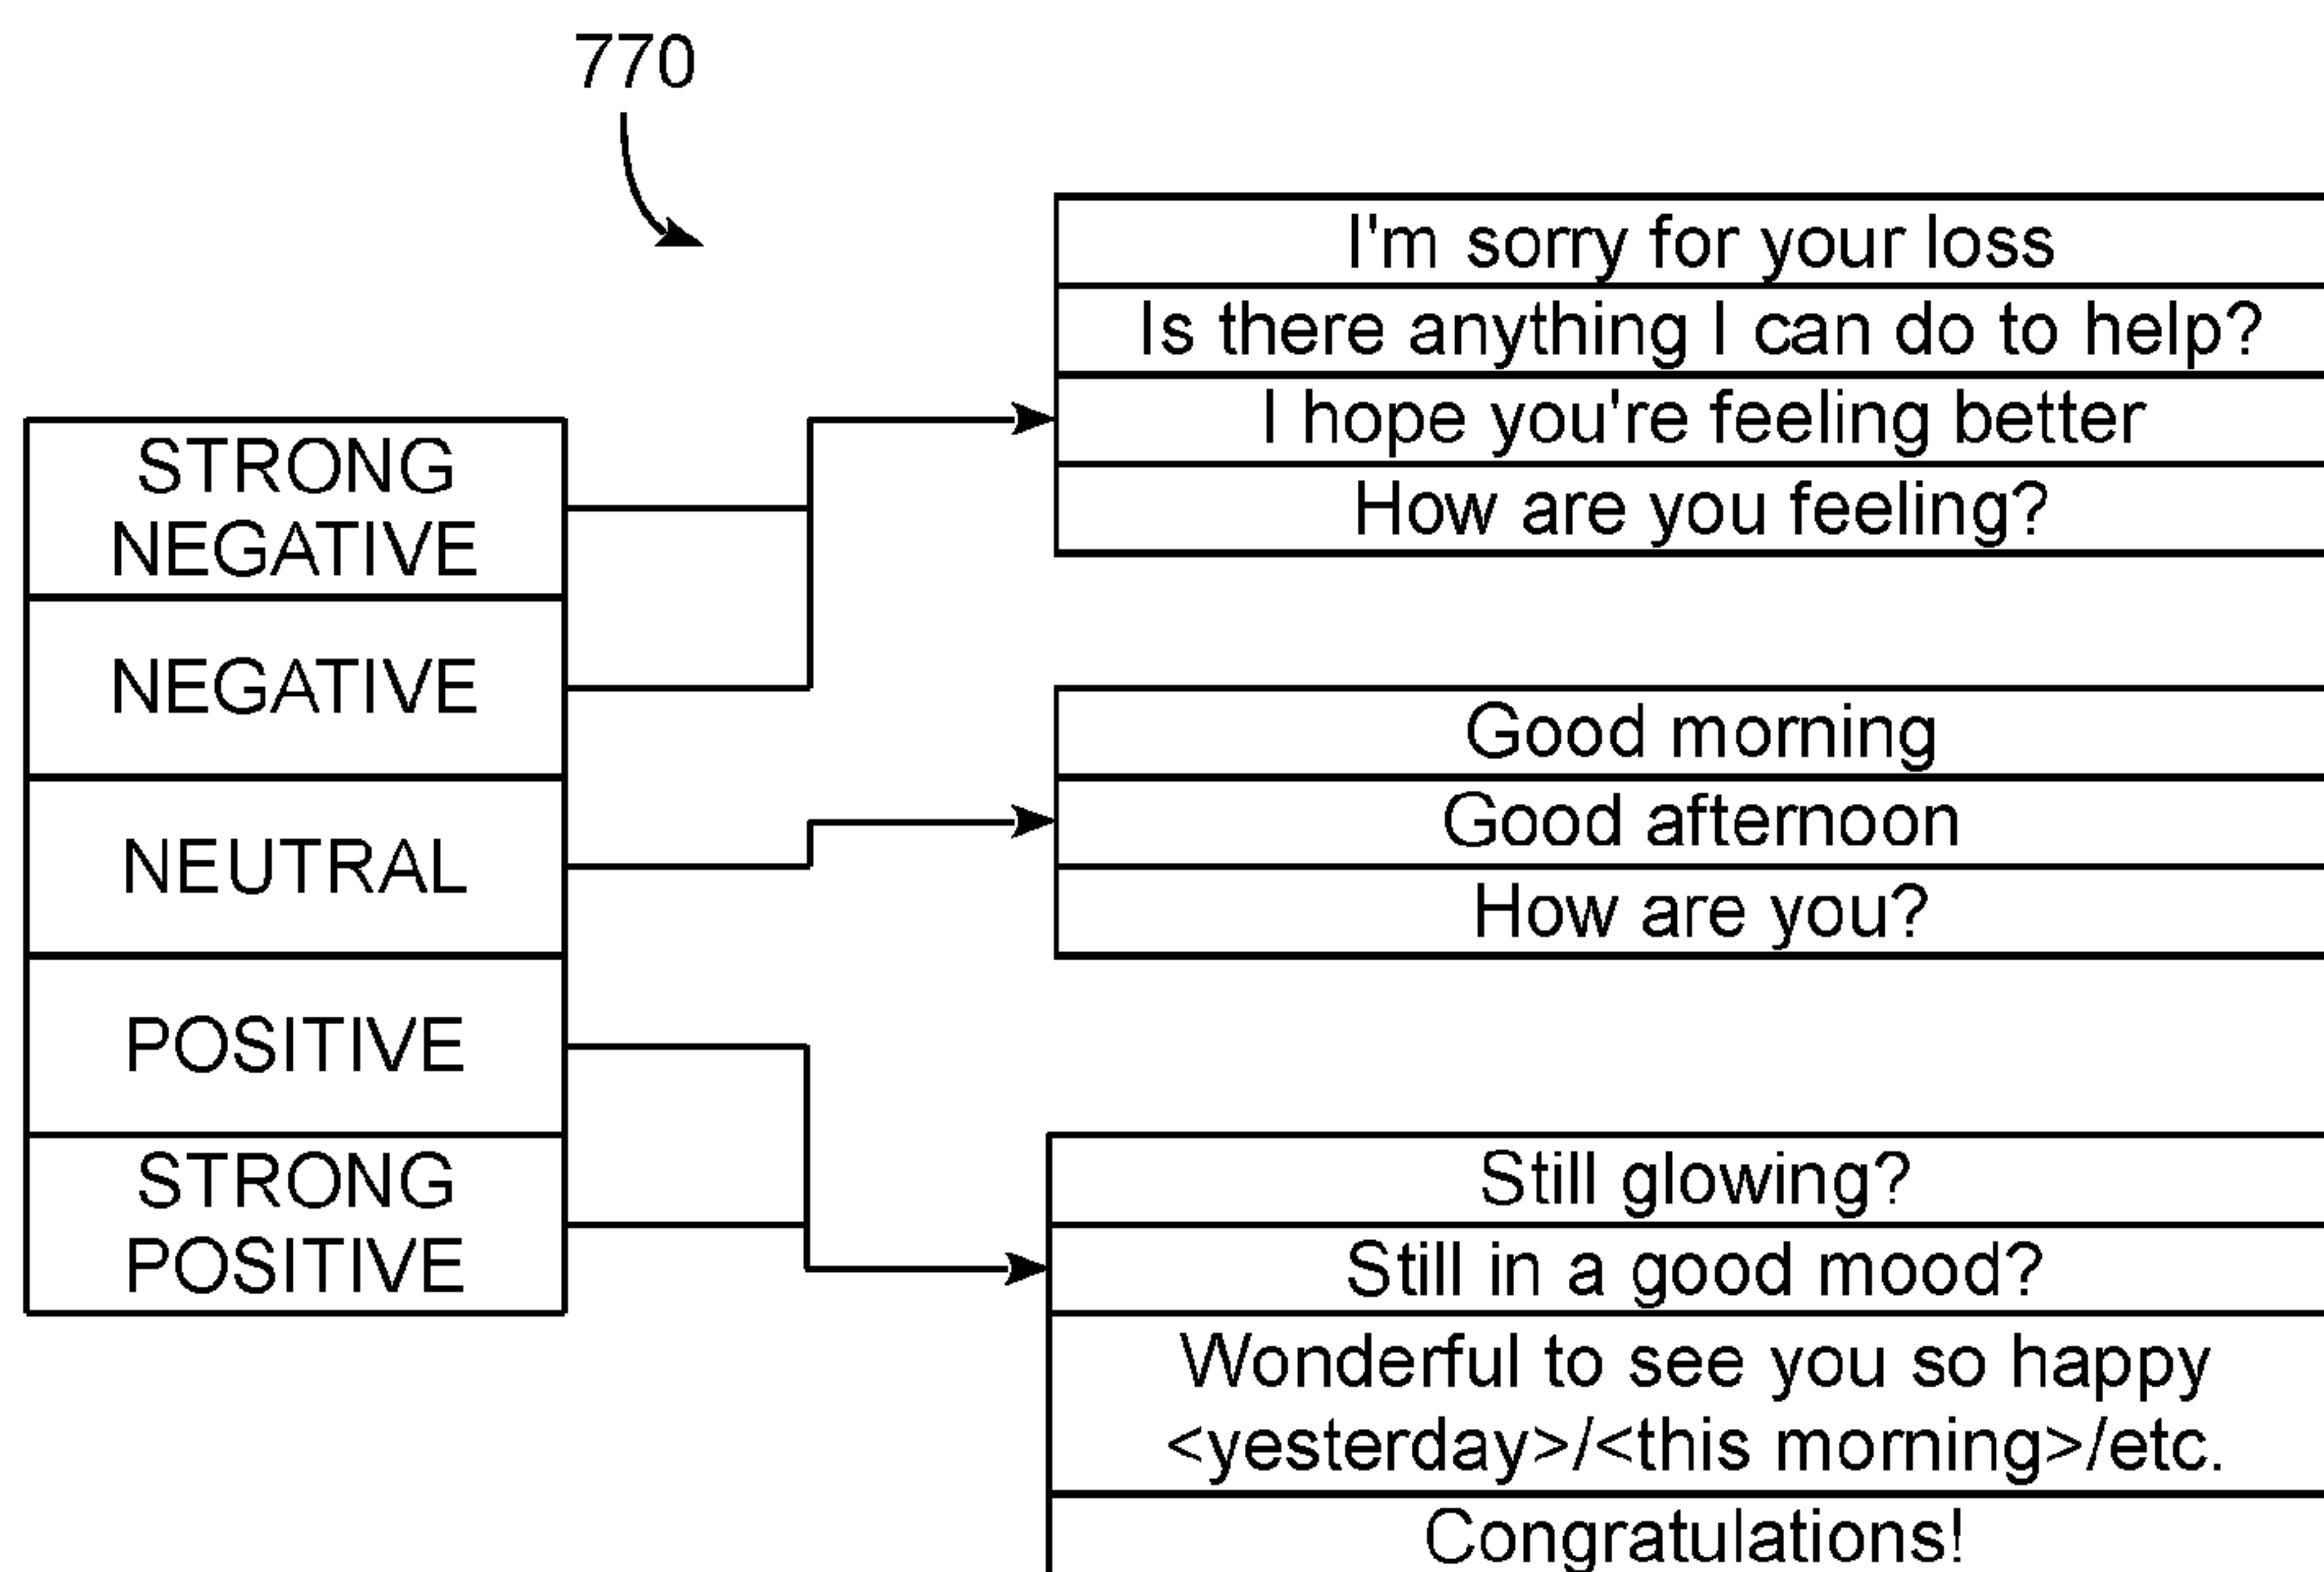 770
STRONG
NEGATIVE
NEGATIVE
NEUTRAL
POSITIVE
STRONG
POSITIVE
I'm sorry for your loss
Is there anything I can do to help?
I hope you're feeling better
How are you feeling?
Good morning
Good afternoon
How are you?
Still glowing?
Still in a good mood?
Wonderful to see you so happy
<yesterday>/<this morning>/etc.
Congratulations!